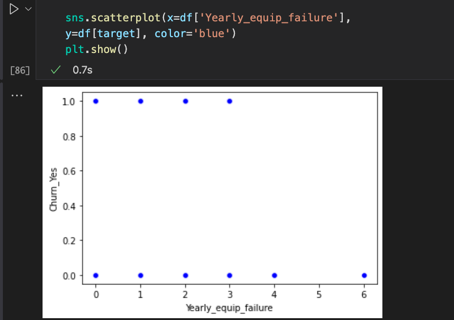 sns.scatterplot(x=df['Yearly_equip_failure'],
y=df[target], color='blue')
plt.show()
[86]
0.7s
...
1.0
0.8
0.6
0.4
0.2
0.0
Churn_Yes
0 1 2 3 4 5 6
Yearly_equip_failure